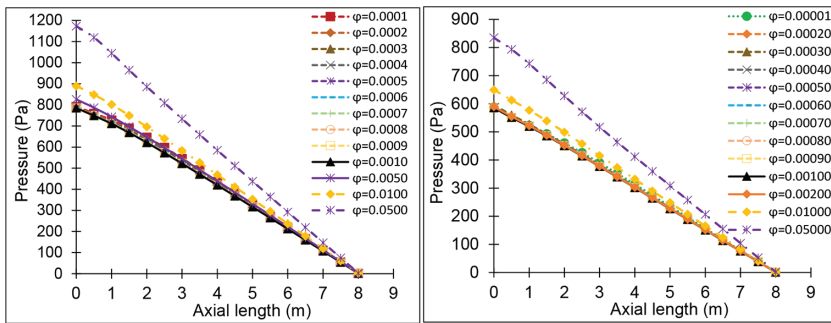 1200
1100
1000
900
800
700
600
500
400
300
200
100
0
Pressure (Pa)
0 1 2 3 4 5 6 7 8 9
Axial length (m)
φ=0.0001
φ=0.0002
φ=0.0003
φ=0.0004
φ=0.0005
φ=0.0006
φ=0.0007
φ=0.0008
φ=0.0009
φ=0.0010
φ=0.0050
φ=0.0100
φ=0.0500
900
800
700
600
500
400
300
200
100
0
Pressure (Pa)
0 1 2 3 4 5 6 7 8 9
Axial length (m)
φ=0.00001
φ=0.00020
φ=0.00030
φ=0.00040
φ=0.00050
φ=0.00060
φ=0.00070
φ=0.00080
φ=0.00090
φ=0.00100
φ=0.00200
φ=0.01000
φ=0.05000